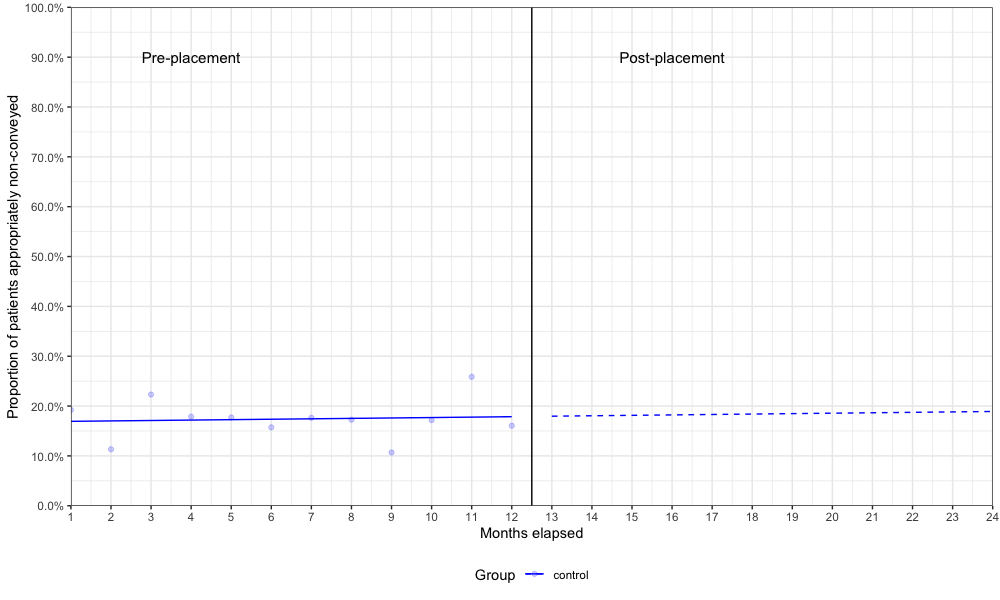 100.0%
90.0%
80.0%
70.0%
60.0%
50.0%
40.0%
30.0%
20.0%
10.0%
0.0%
Proportion of patients appropriately non-conveyed
Pre-placement
Post-placement
1 2 3 4 5 6 7 8 9 10 11 12 13 14 15 16 17 18 19 20 21 22 23 24
Months elapsed
Group control